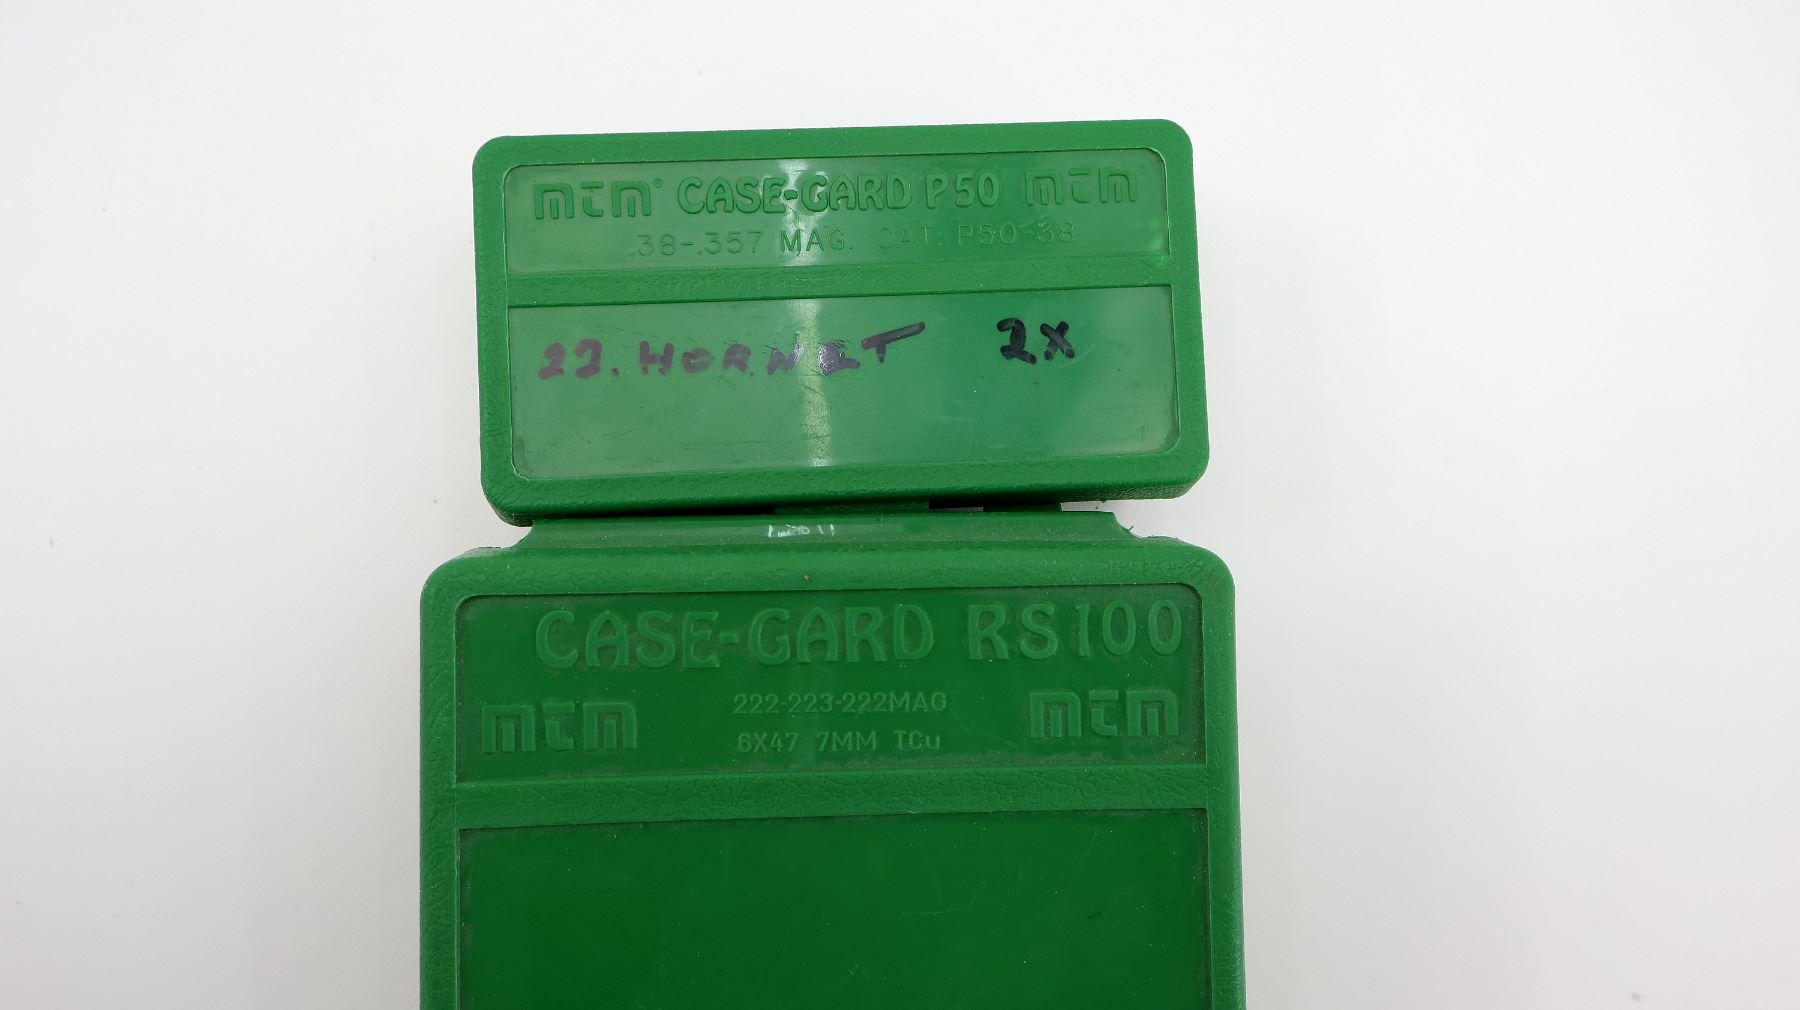 mtm® CASE-GARD P50 mtm
.38-.357 MAG. CAT. P50-38
22. HORNET 2X
CASE-GARD RS100
mtm 222-223-222MAG mtm
6X47 7MM TCu